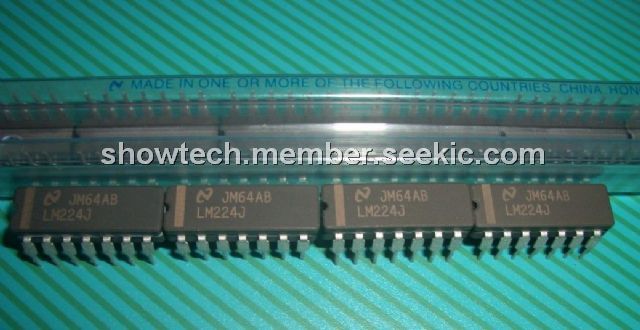 MADE IN ONE OR MORE OF THE FOLLOWING COUNTRIES: CHINA, HON
showtech.member.seekic.com
JM64AB
LM224J
JM64AB
LM224J
JM64AB
LM224J
JM64AB
LM224J